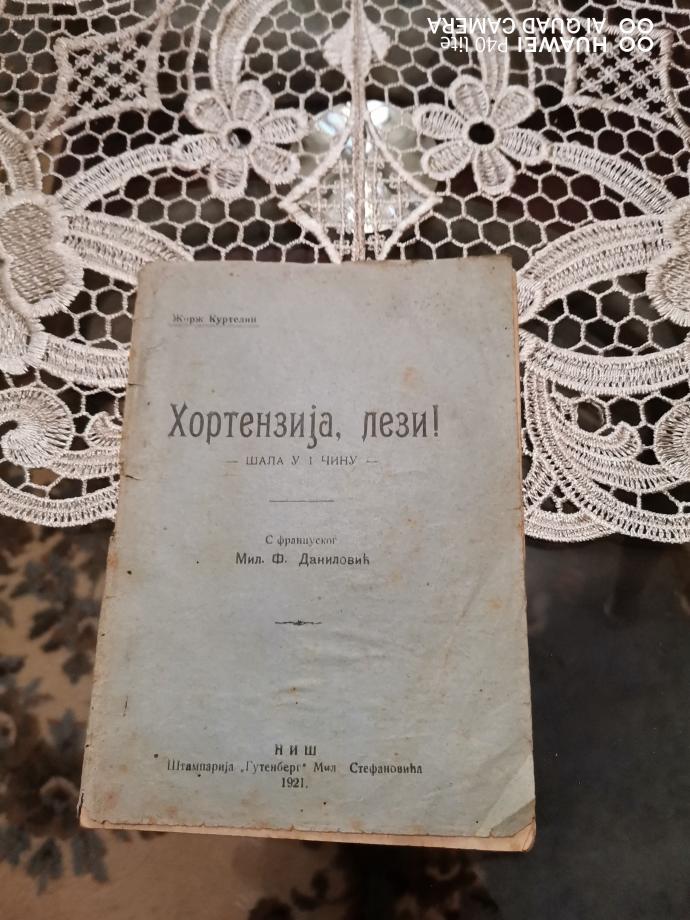 HUAWEI P40 lite
AI QUAD CAMERA
Жорж Куртелин
Хортензија, лези!
— ШАЛА У 1 ЧИНУ —
С француског
Мил. Ф. Даниловић
НИШ
Штампарија „Гутенберг“ Мил Стефановића
1921.